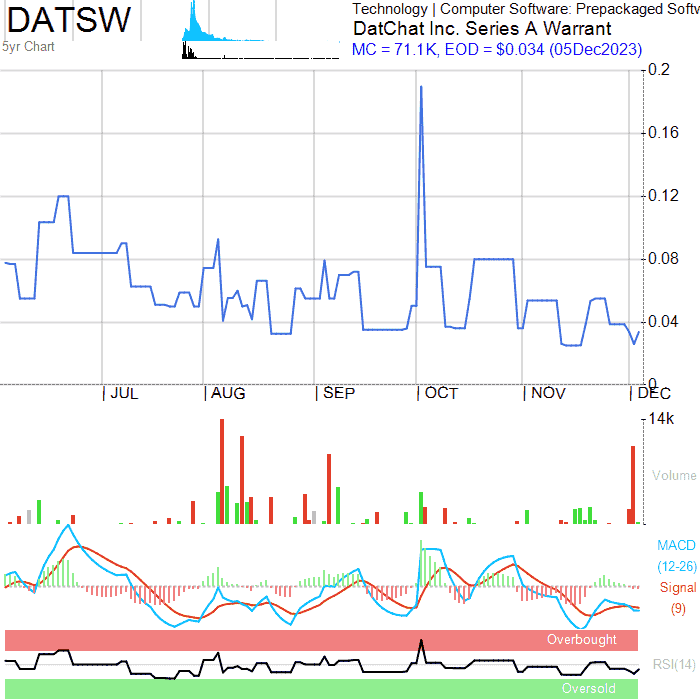 DATSW
5yr Chart
Technology | Computer Software: Prepackaged Softw
DatChat Inc. Series A Warrant
MC = 71.1K, EOD = $0.034 (05Dec2023)
0.2
0.16
0.12
0.08
0.04
0
JUL AUG SEP OCT NOV DEC
14k
Volume
MACD
(12-26)
Signal
(9)
Overbought
RSI(14)
Oversold